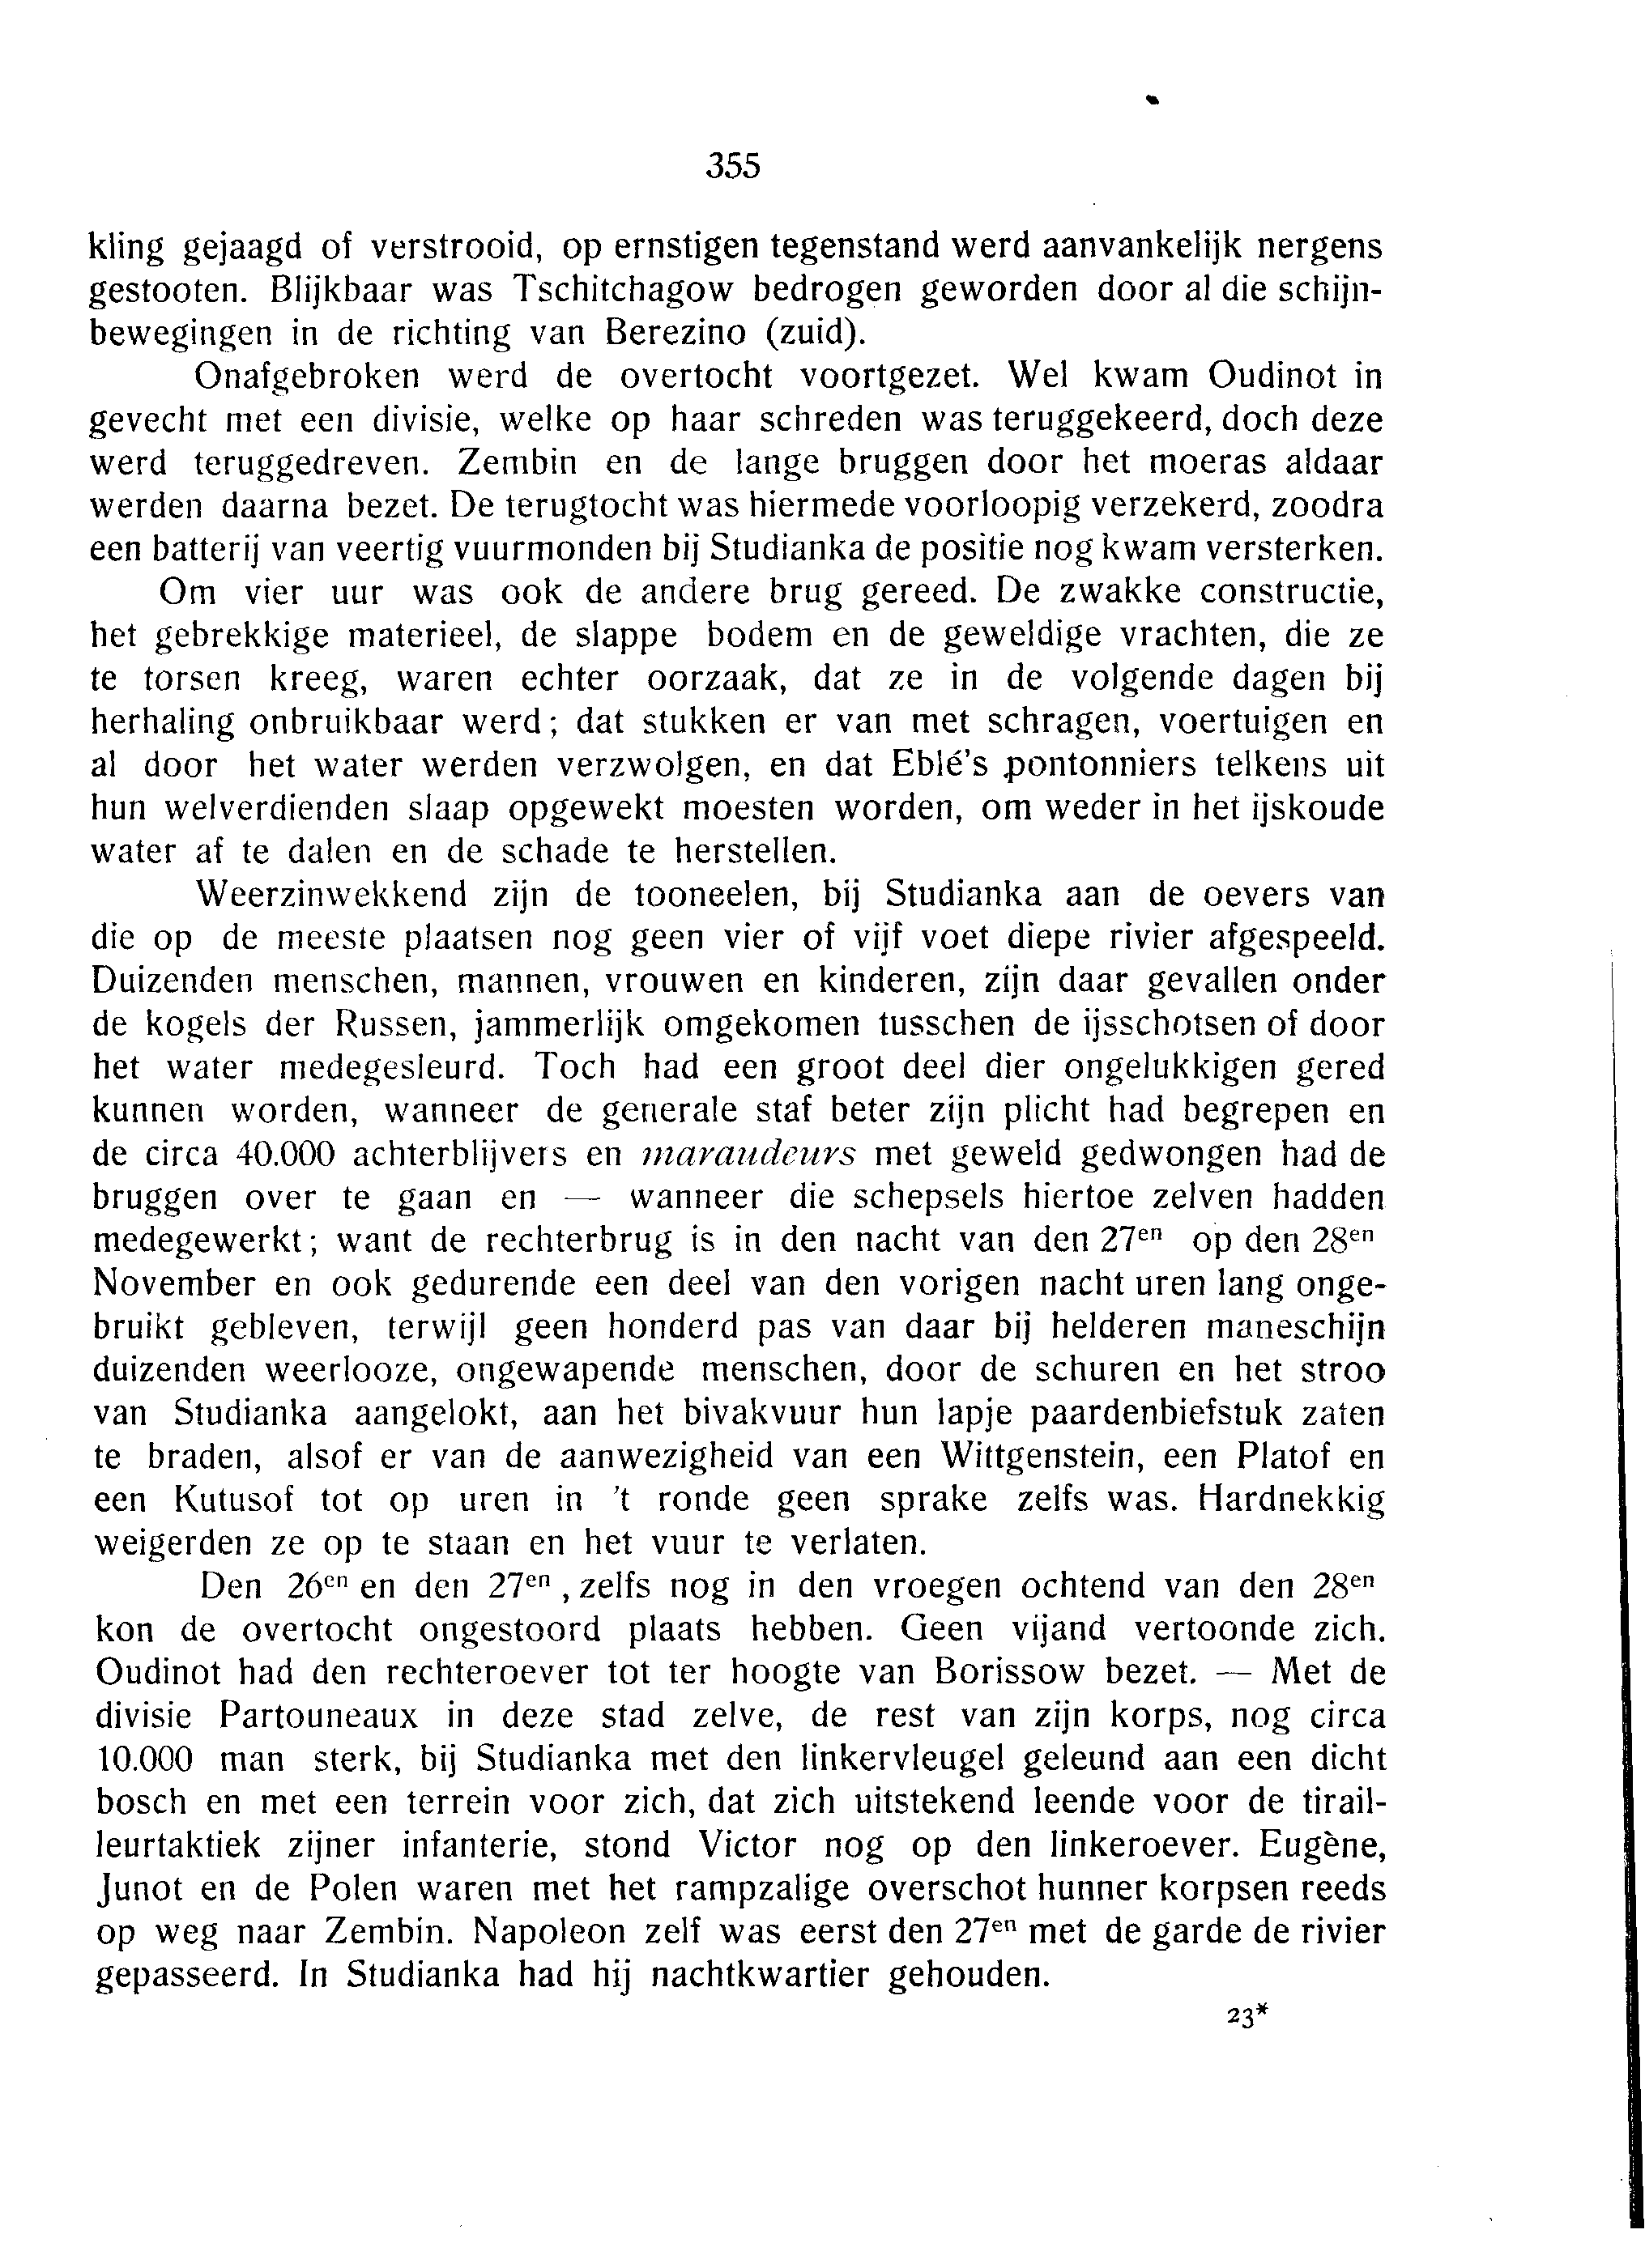 355
kling gejaagd of verstrooid, op ernstigen tegenstand werd aanvankelijk nergens
gestooten. Blijkbaar was Tschitchagow bedrogen geworden door al die schijn-
bewegingen in de richting van Berezino (zuid).
Onafgebroken werd de overtocht voortgezet. Wel kwam Oudinot in
gevecht met een divisie, welke op haar schreden was teruggekeerd, doch deze
werd teruggedreven. Zembin en de lange bruggen door het moeras aldaar
werden daarna bezet. De terugtocht was hiermede voorloopig verzekerd, zoodra
een batterij van veertig vuurmonden bij Studianka de positie nog kwam versterken.
Om vier uur was ook de andere brug gereed. De zwakke constructie,
het gebrekkige materieel, de slappe bodem en de geweldige vrachten, die ze
te torsen kreeg, waren echter oorzaak, dat ze in de volgende dagen bij
herhaling onbruikbaar werd; dat stukken er van met schragen, voertuigen en
al door het water werden verzwolgen, en dat Eblé's pontonniers telkens uit
hun welverdienden slaap opgewekt moesten worden, om weder in het ijskoude
water af te dalen en de schade te herstellen.
Weerzinwekkend zijn de tooneelen, bij Studianka aan de oevers van
die op de meeste plaatsen nog geen vier of vijf voet diepe rivier afgespeeld.
Duizenden menschen, mannen, vrouwen en kinderen, zijn daar gevallen onder
de kogels der Russen, jammerlijk omgekomen tusschen de ijsschotsen of door
het water medegesleurd. Toch had een groot deel dier ongelukkigen gered
kunnen worden, wanneer de generale staf beter zijn plicht had begrepen en
de circa 40.000 achterblijvers en maraudeurs met geweld gedwongen had de
bruggen over te gaan en — wanneer die schepsels hiertoe zelven hadden
medegewerkt; want de rechterbrug is in den nacht van den 27en op den 28en
November en ook gedurende een deel van den vorigen nacht uren lang onge-
bruikt gebleven, terwijl geen honderd pas van daar bij helderen maneschijn
duizenden weerlooze, ongewapende menschen, door de schuren en het stroo
van Studianka aangelokt, aan het bivakvuur hun lapje paardenbiefstuk zaten
te braden, alsof er van de aanwezigheid van een Wittgenstein, een Platof en
een Kutusof tot op uren in 't ronde geen sprake zelfs was. Hardnekkig
weigerden ze op te staan en het vuur te verlaten.
Den 26en en den 27en, zelfs nog in den vroegen ochtend van den 28en
kon de overtocht ongestoord plaats hebben. Geen vijand vertoonde zich.
Oudinot had den rechteroever tot ter hoogte van Borissow bezet. — Met de
divisie Partouneaux in deze stad zelve, de rest van zijn korps, nog circa
10.000 man sterk, bij Studianka met den linkervleugel geleund aan een dicht
bosch en met een terrein voor zich, dat zich uitstekend leende voor de tirail-
leurtaktiek zijner infanterie, stond Victor nog op den linkeroever. Eugène,
Junot en de Polen waren met het rampzalige overschot hunner korpsen reeds
op weg naar Zembin. Napoleon zelf was eerst den 27en met de garde de rivier
gepasseerd. In Studianka had hij nachtkwartier gehouden.
23*